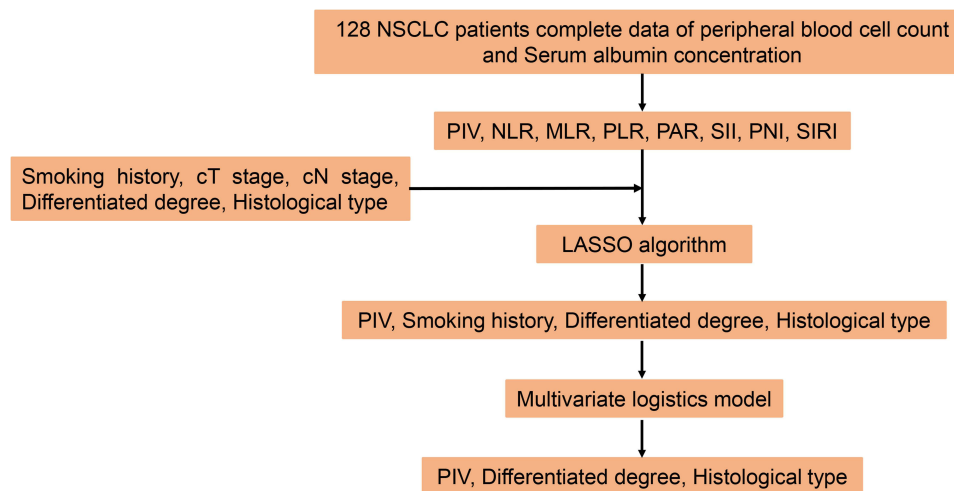 128 NSCLC patients complete data of peripheral blood cell count
and Serum albumin concentration
PIV, NLR, MLR, PLR, PAR, SII, PNI, SIRI
Smoking history, cT stage, cN stage,
Differentiated degree, Histological type
LASSO algorithm
PIV, Smoking history, Differentiated degree, Histological type
Multivariate logistics model
PIV, Differentiated degree, Histological type